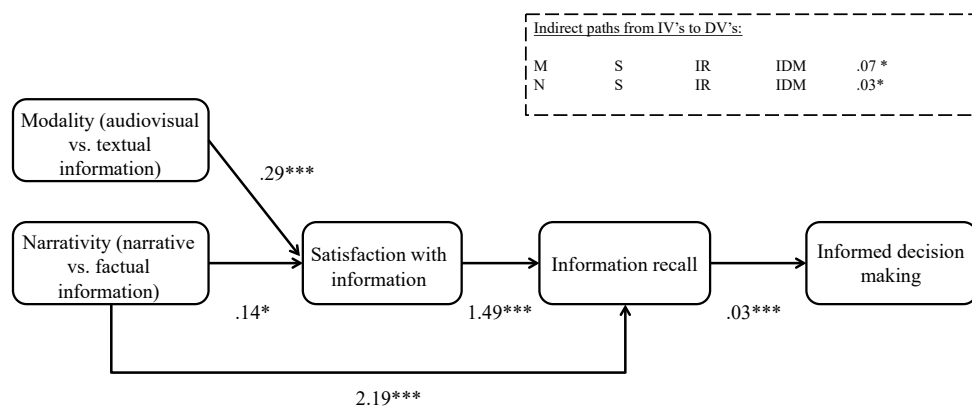 Indirect paths from IV's to DV's:
M S IR IDM .07 *
N S IR IDM .03*
Modality (audiovisual
vs. textual
information)
.29***
Narrativity (narrative
vs. factual
information)
Satisfaction with
information
Information recall
Informed decision
making
.14*
1.49***
.03***
2.19***